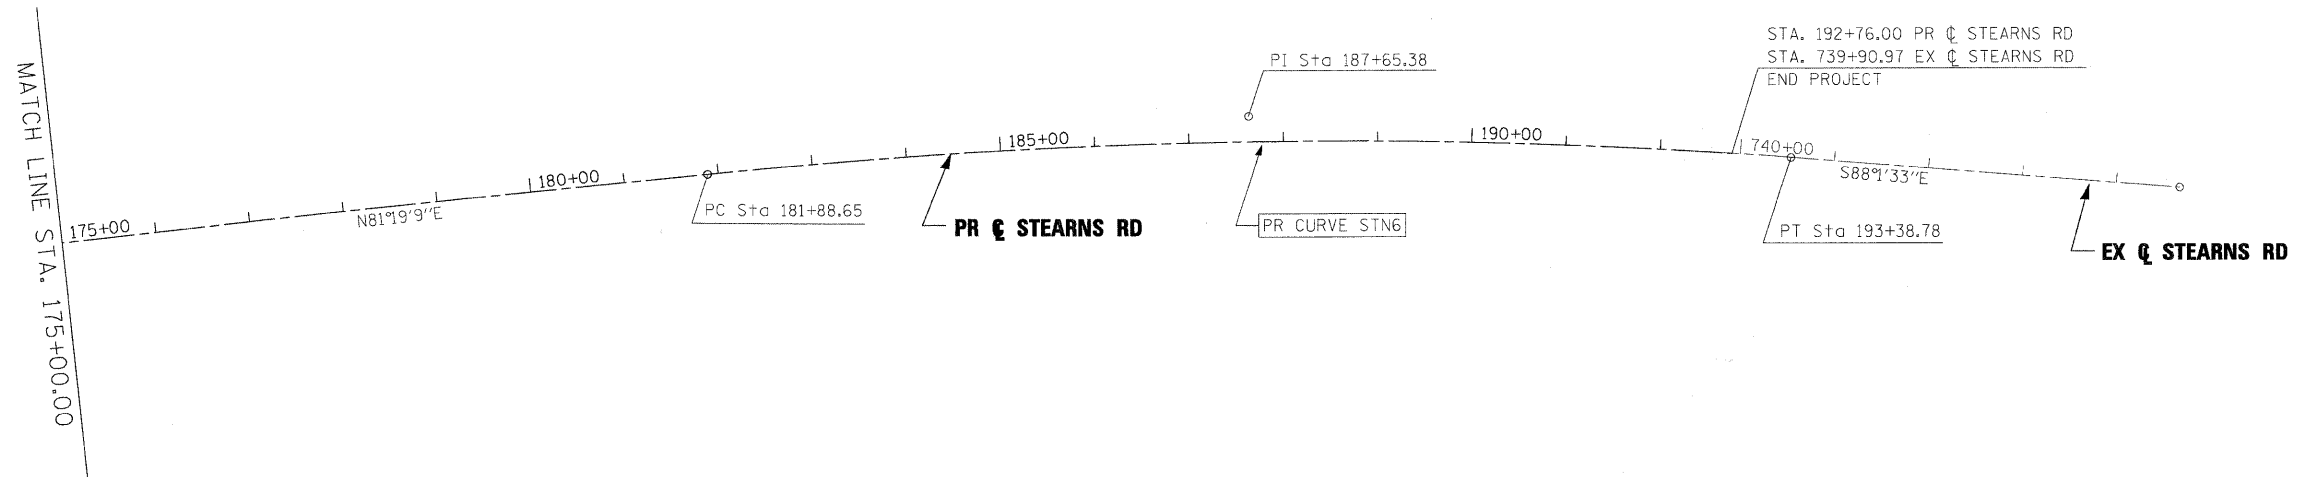 MATCH LINE STA. 175+00.00
175+00
N81°19'9"E
180+00
PC Sta 181+88.65
PR ℄ STEARNS RD
185+00
PI Sta 187+65.38
PR CURVE STN6
190+00
STA. 192+76.00 PR ℄ STEARNS RD
STA. 739+90.97 EX ℄ STEARNS RD
END PROJECT
740+00
S88°1'33"E
PT Sta 193+38.78
EX ℄ STEARNS RD